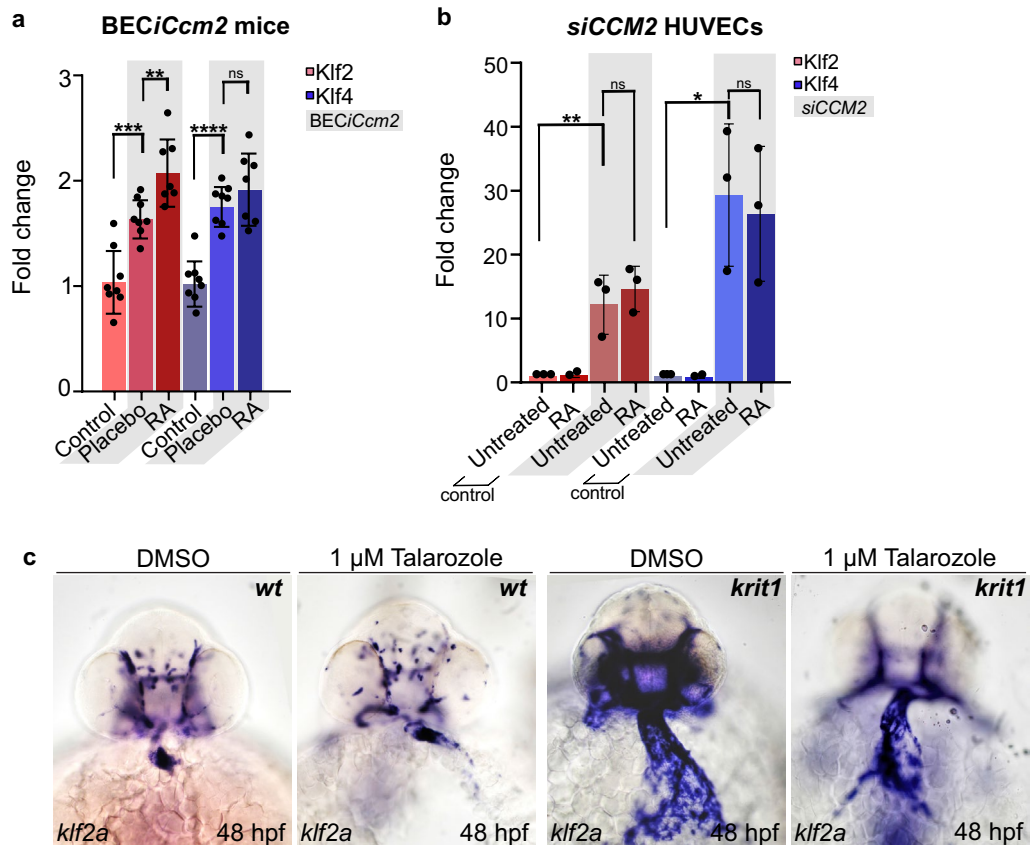 a
BECiCcm2 mice
Klf2
Klf4
BECiCcm2
Fold change
3
2
1
0
***
**
****
ns
Control
Placebo
RA
Control
Placebo
RA
b
siCCM2 HUVECs
Klf2
Klf4
siCCM2
Fold change
50
40
30
20
10
0
**
ns
*
ns
Untreated
RA
Untreated
RA
Untreated
RA
Untreated
RA
control
control
c
DMSO
1 µM Talarozole
DMSO
1 µM Talarozole
wt
wt
krit1
krit1
klf2a 48 hpf
klf2a 48 hpf
klf2a 48 hpf
klf2a 48 hpf